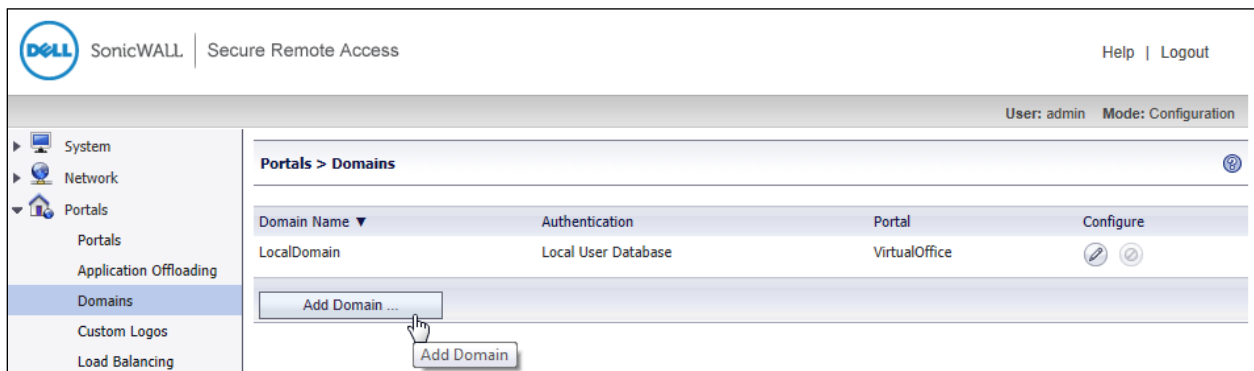 DELL SonicWALL | Secure Remote Access
Help | Logout
User: admin Mode: Configuration
System
Network
Portals
Portals
Application Offloading
Domains
Custom Logos
Load Balancing
Portals > Domains
Domain Name ▼ Authentication Portal Configure
LocalDomain Local User Database VirtualOffice
Add Domain ...
Add Domain